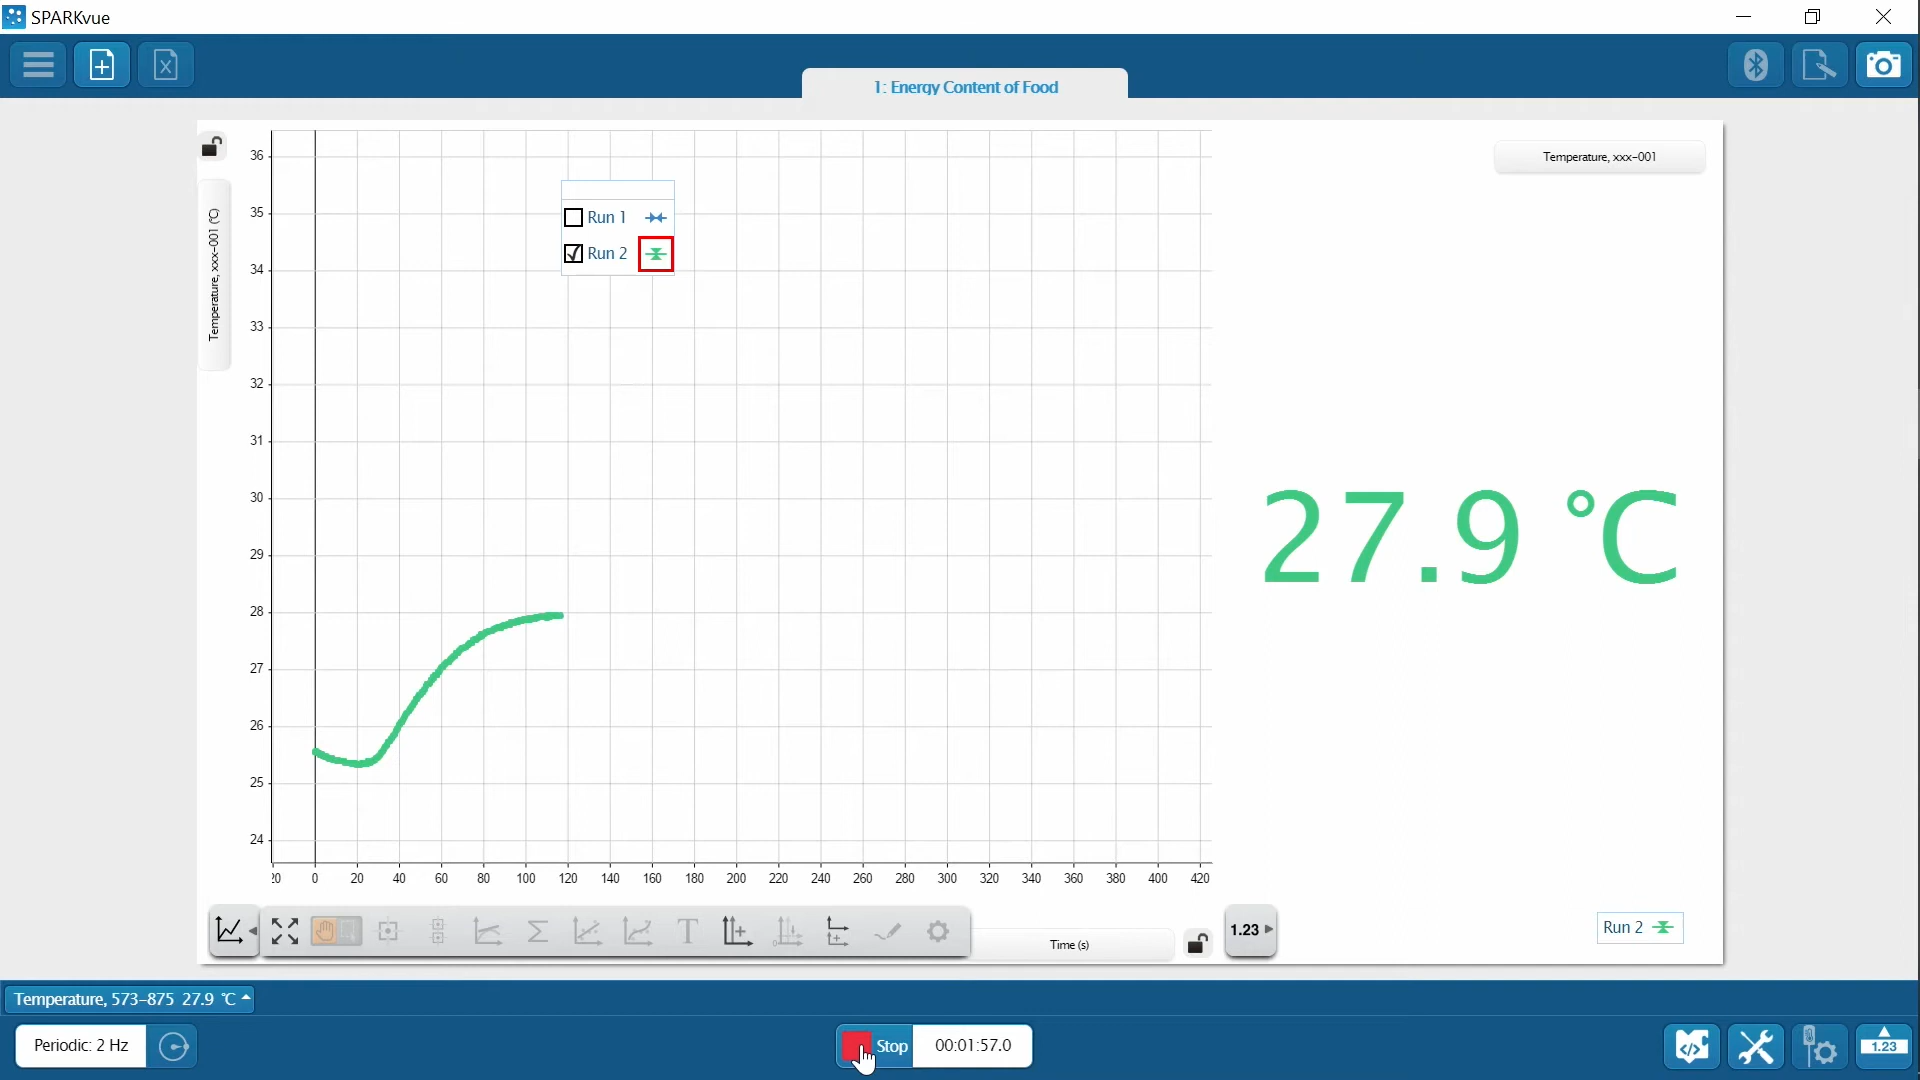 SPARKvue
1: Energy Content of Food
Temperature, xxx-001
Temperature, xxx-001 (℃)
36
35
34
33
32
31
30
29
28
27
26
25
24
Run 1
Run 2
27.9 °C
20 0 20 40 60 80 100 120 140 160 180 200 220 240 260 280 300 320 340 360 380 400 420
Σ T
Time (s)
1.23
Run 2
Temperature, 573-875 27.9 ℃
Periodic: 2 Hz
Stop
00:01:57.0
1.23